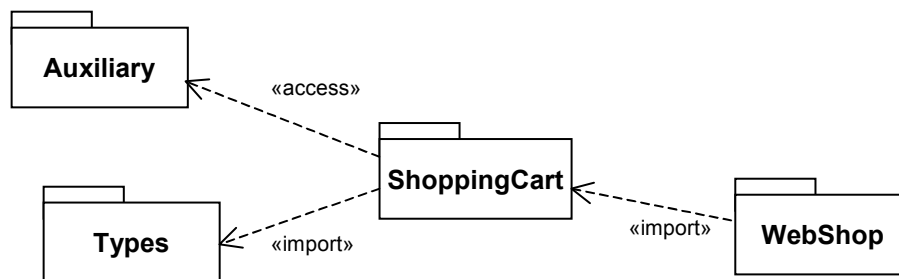 Auxiliary
«access»
ShoppingCart
Types
«import»
«import»
WebShop